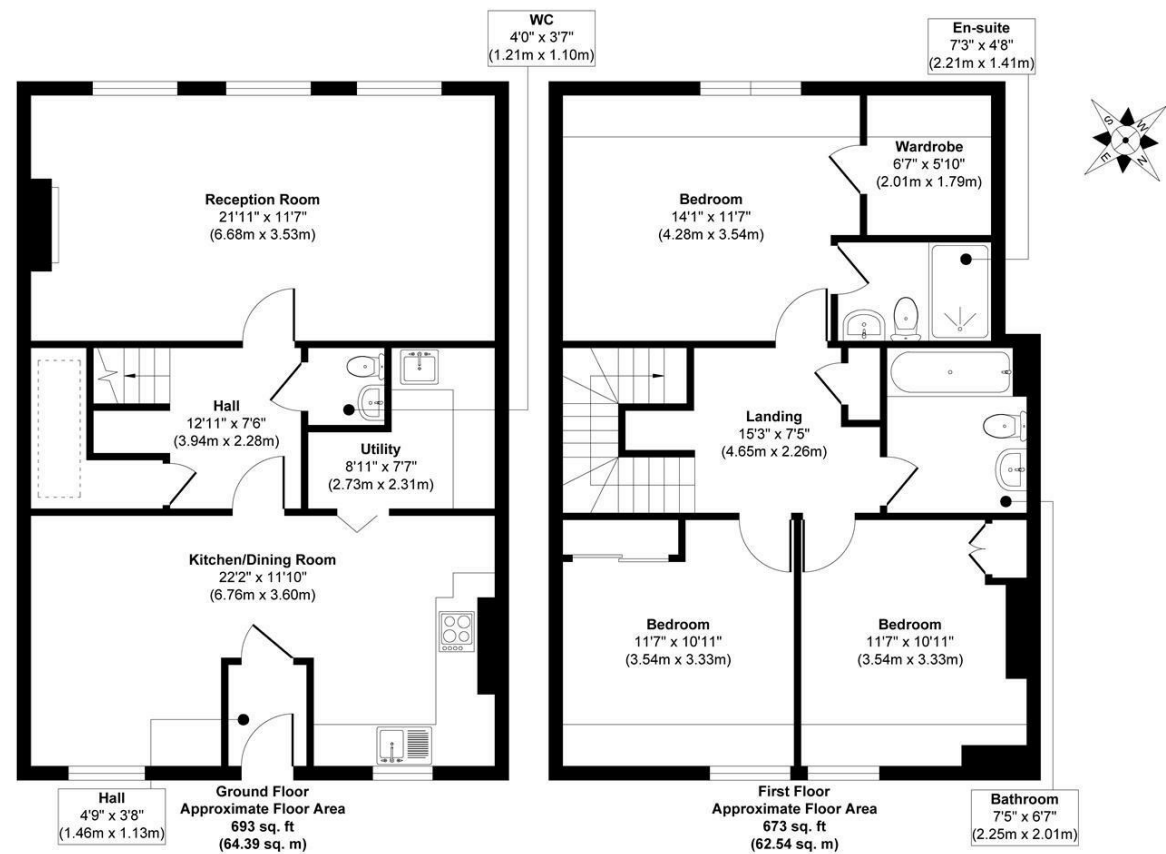 WC
4'0" x 3'7"
(1.21m x 1.10m)
En-suite
7'3" x 4'8"
(2.21m x 1.41m)
S
W
E
N
Reception Room
21'11" x 11'7"
(6.68m x 3.53m)
Bedroom
14'1" x 11'7"
(4.28m x 3.54m)
Wardrobe
6'7" x 5'10"
(2.01m x 1.79m)
Hall
12'11" x 7'6"
(3.94m x 2.28m)
Utility
8'11" x 7'7"
(2.73m x 2.31m)
Landing
15'3" x 7'5"
(4.65m x 2.26m)
Kitchen/Dining Room
22'2" x 11'10"
(6.76m x 3.60m)
Bedroom
11'7" x 10'11"
(3.54m x 3.33m)
Bedroom
11'7" x 10'11"
(3.54m x 3.33m)
Hall
4'9" x 3'8"
(1.46m x 1.13m)
Ground Floor
Approximate Floor Area
693 sq. ft
(64.39 sq. m)
First Floor
Approximate Floor Area
673 sq. ft
(62.54 sq. m)
Bathroom
7'5" x 6'7"
(2.25m x 2.01m)